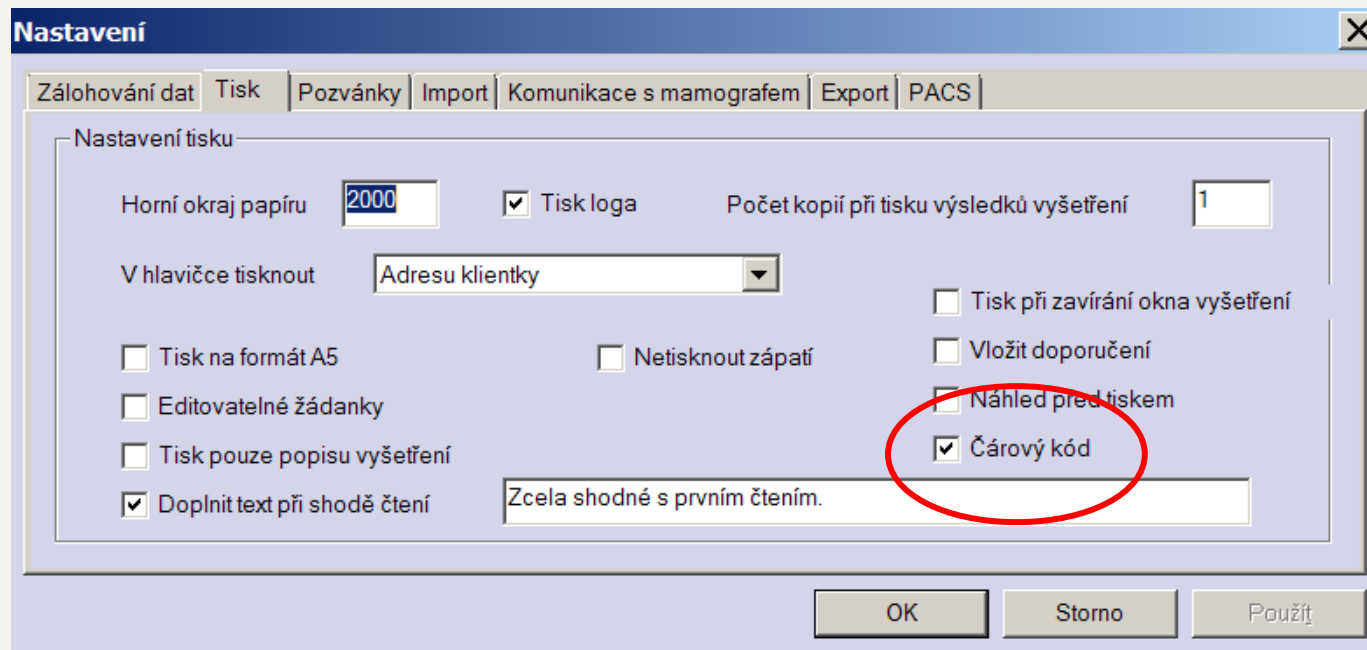 Nastavení
Zálohování dat Tisk Pozvánky Import Komunikace s mamografem Export PACS
Nastavení tisku
Horní okraj papíru 2000 Tisk loga Počet kopií při tisku výsledků vyšetření 1
V hlavičce tisknout Adresu klientky
Tisk při zavírání okna vyšetření
Tisk na formát A5 Netisknout zápatí Vložit doporučení
Editovatelné žádanky Náhled před tiskem
Tisk pouze popisu vyšetření Čárový kód
Doplnit text při shodě čtení Zcela shodné s prvním čtením.
OK Storno Použít